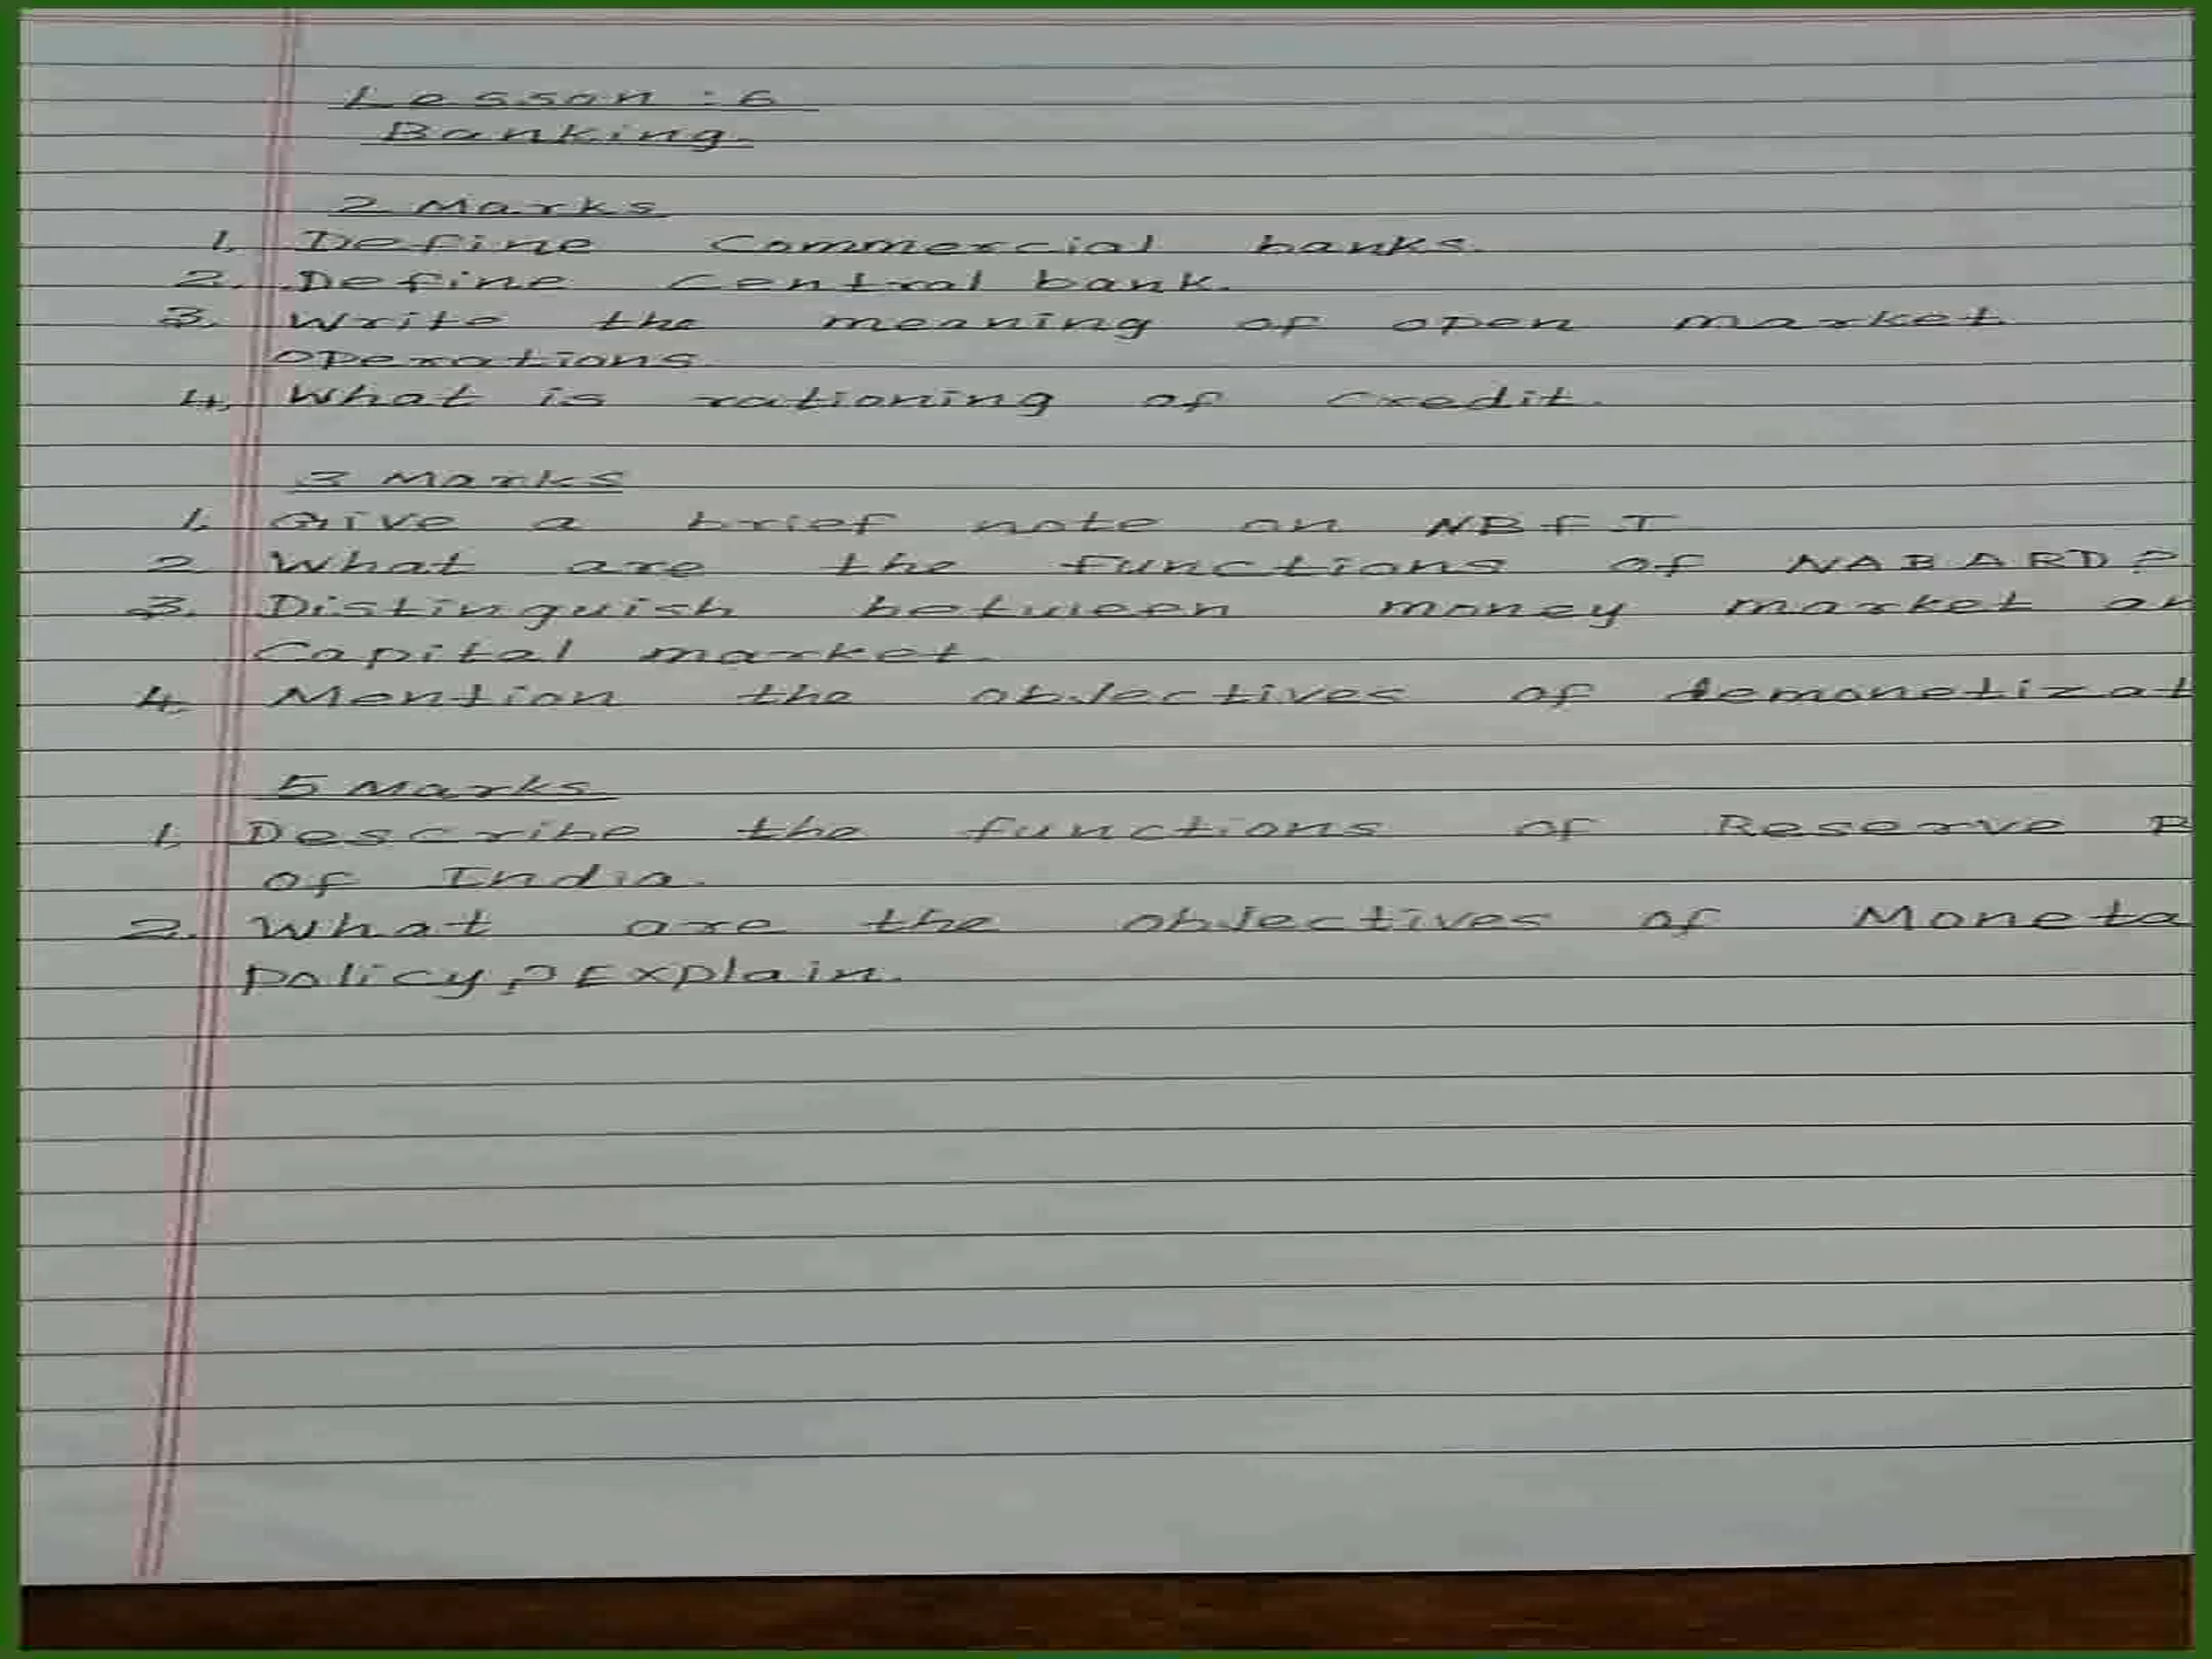 Lesson : 6
Banking.
2 Marks
1. Define Commercial banks.
2. Define Central bank.
3. Write the meaning of open market
operations
4. What is rationing of credit.
3 Marks
1. Give a brief note on NBFI
2 What are the functions of NABARD?
3. Distinguish between money market an
Capital market.
4. Mention the objectives of demonetizat
5 Marks
1. Describe the functions of Reserve B
of India.
2. What are the objectives of Moneta
policy? Explain.